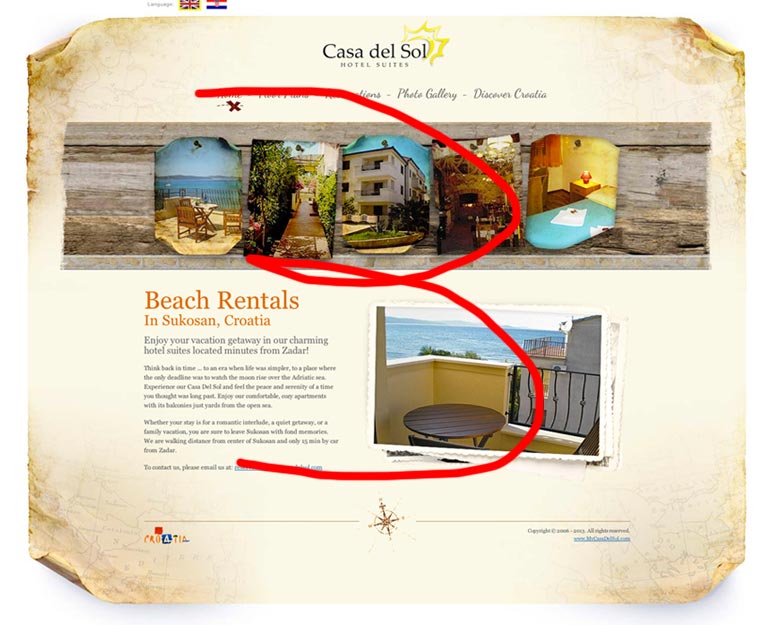 Language:
Casa del Sol
HOTEL SUITES
- Photo Gallery - Discover Croatia
Beach Rentals
In Sukosan, Croatia
Enjoy your vacation getaway in our charming
hotel suites located minutes from Zadar!
Think back in time ... to an era when life was simpler, to a place where
the only deadline was to watch the moon rise over the Adriatic sea.
Experience our Casa Del Sol and feel the peace and serenity of a time
you thought was long past. Enjoy our comfortable, cozy apartments
with its balconies just yards from the open sea.
Whether your stay is for a romantic interlude, a quiet getaway, or a
family vacation, you are sure to leave Sukosan with fond memories.
We are walking distance from center of Sukosan and only 15 min by car
from Zadar.
To contact us, please email us at:
CROATIA
Copyright © 2006 - 2013. All rights reserved.
www.MyCasaDelSol.com